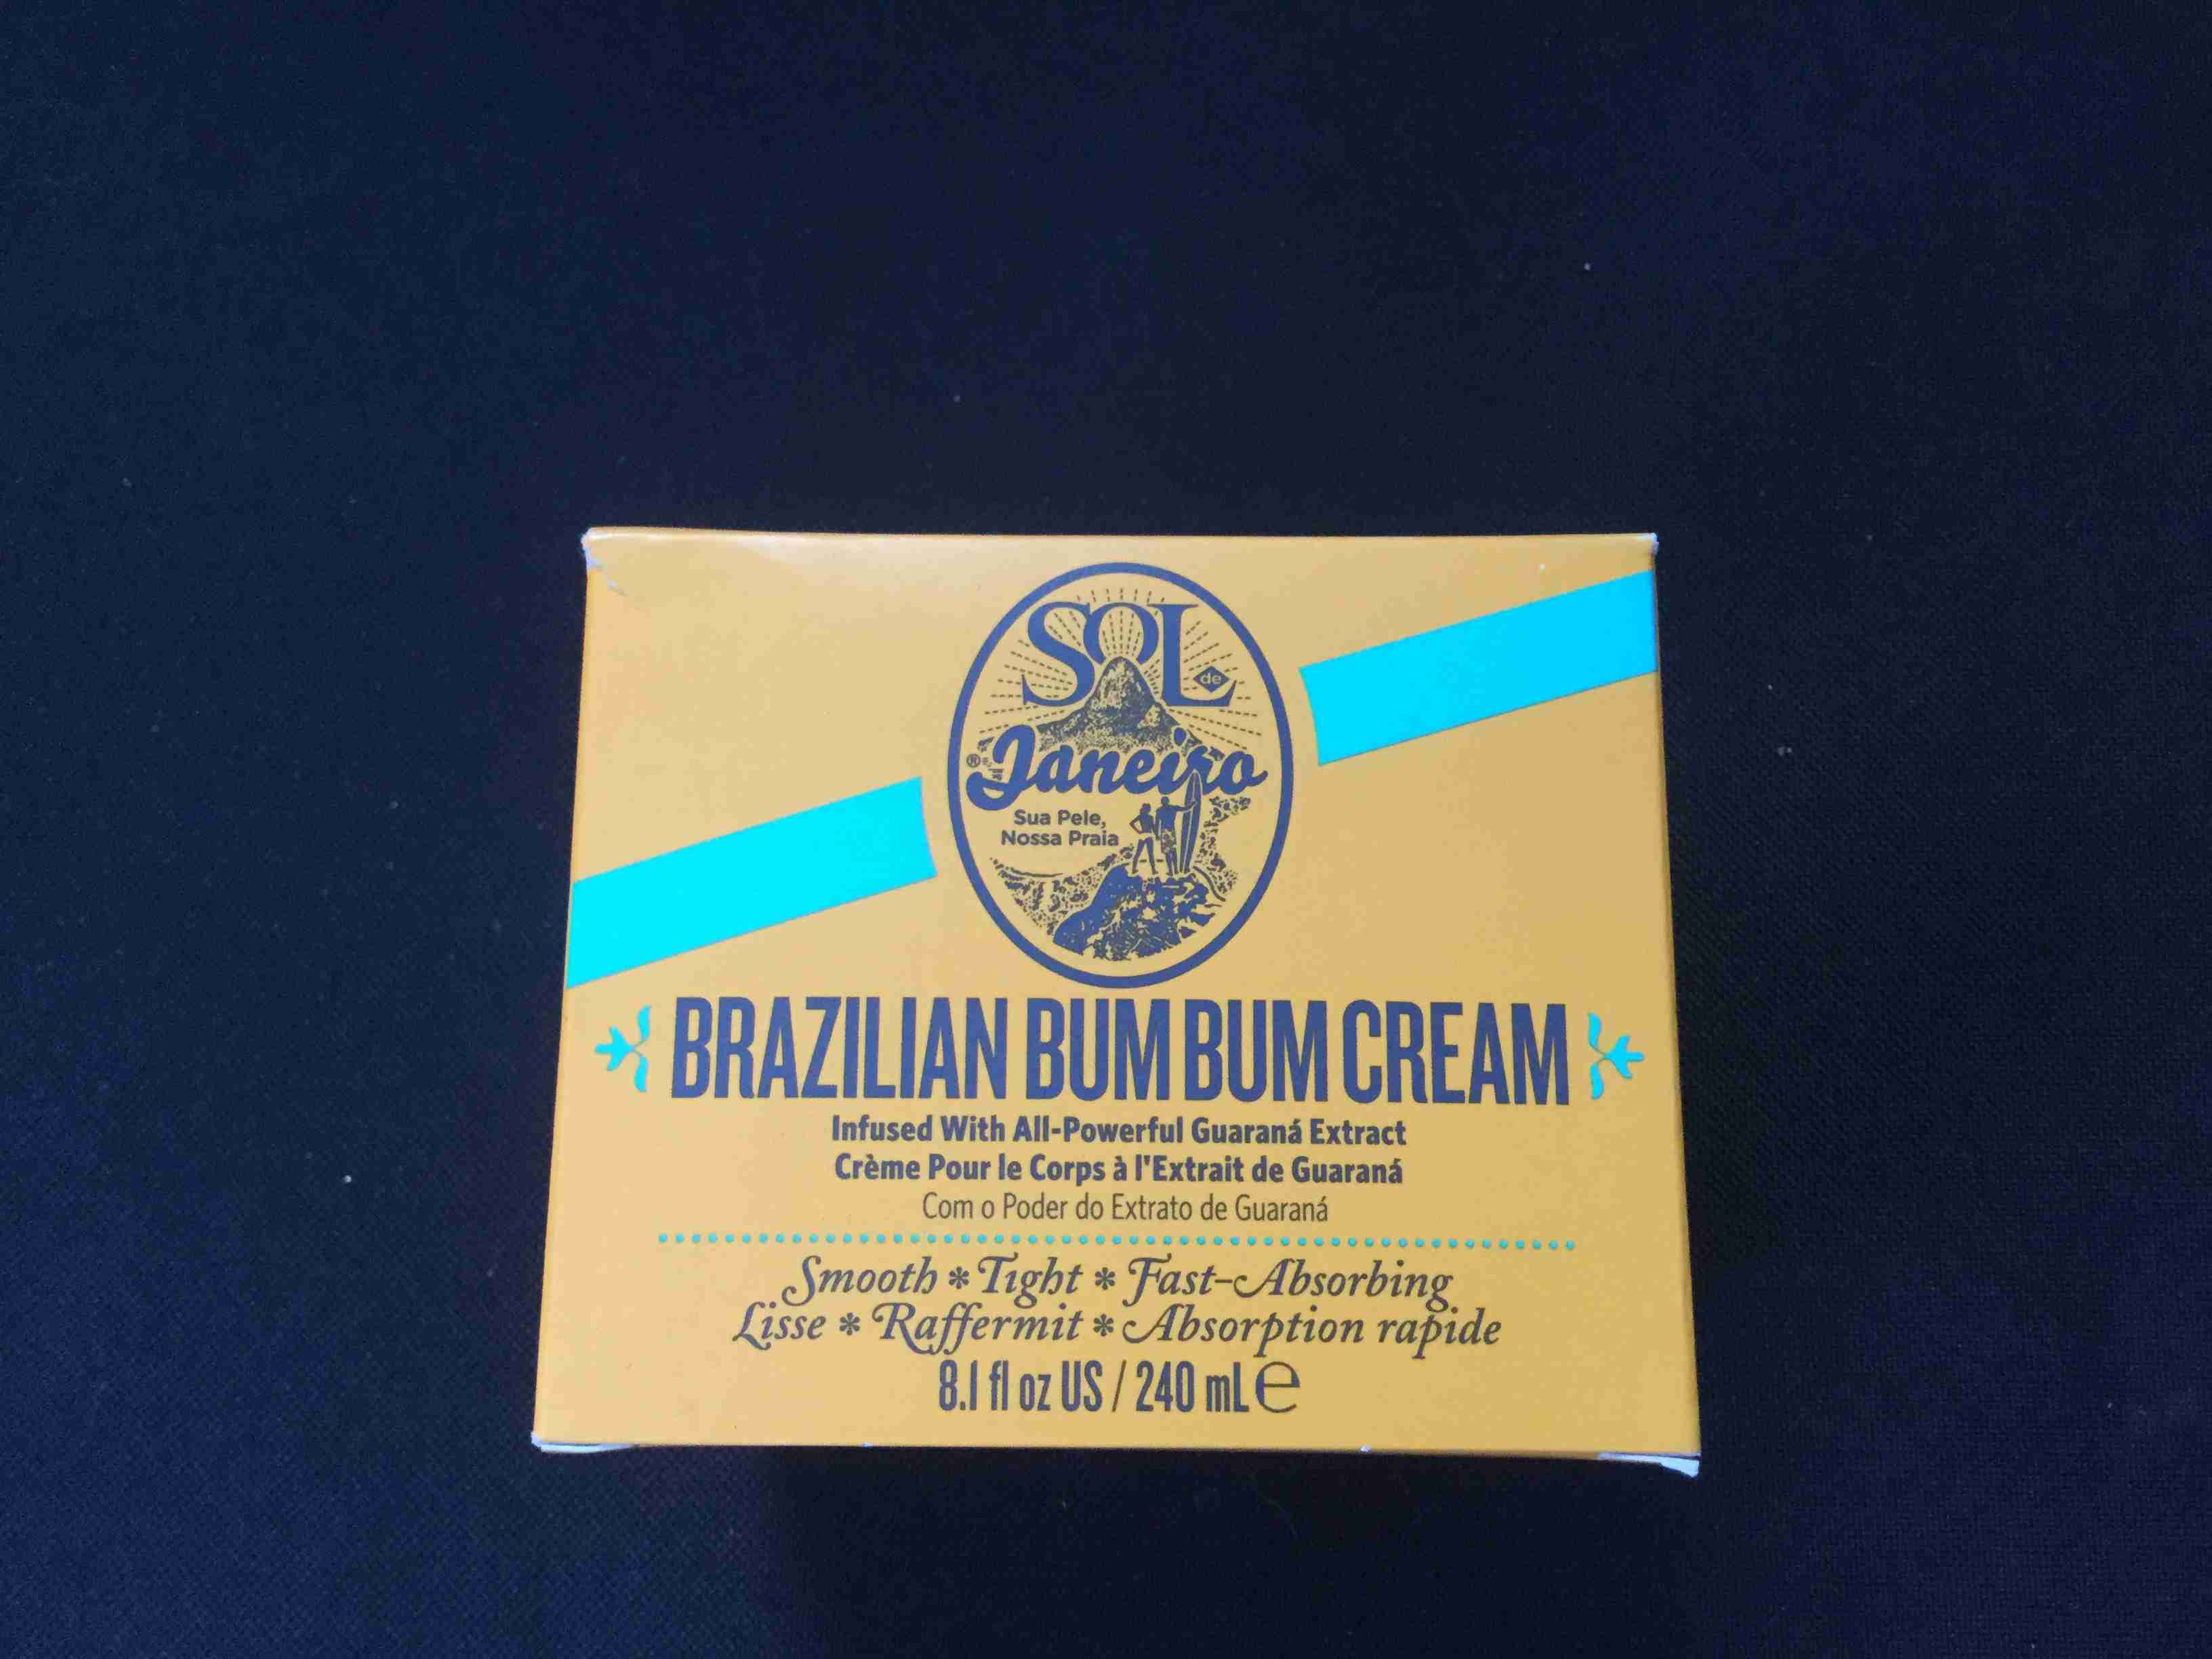 SOL de
Janeiro®
Sua Pele,
Nossa Praia
BRAZILIAN BUM BUM CREAM
Infused With All-Powerful Guaraná Extract
Crème Pour le Corps à l'Extrait de Guaraná
Com o Poder do Extrato de Guaraná
Smooth * Tight * Fast-Absorbing
Lisse * Raffermit * Absorption rapide
8.1 fl oz US / 240 mL ℮